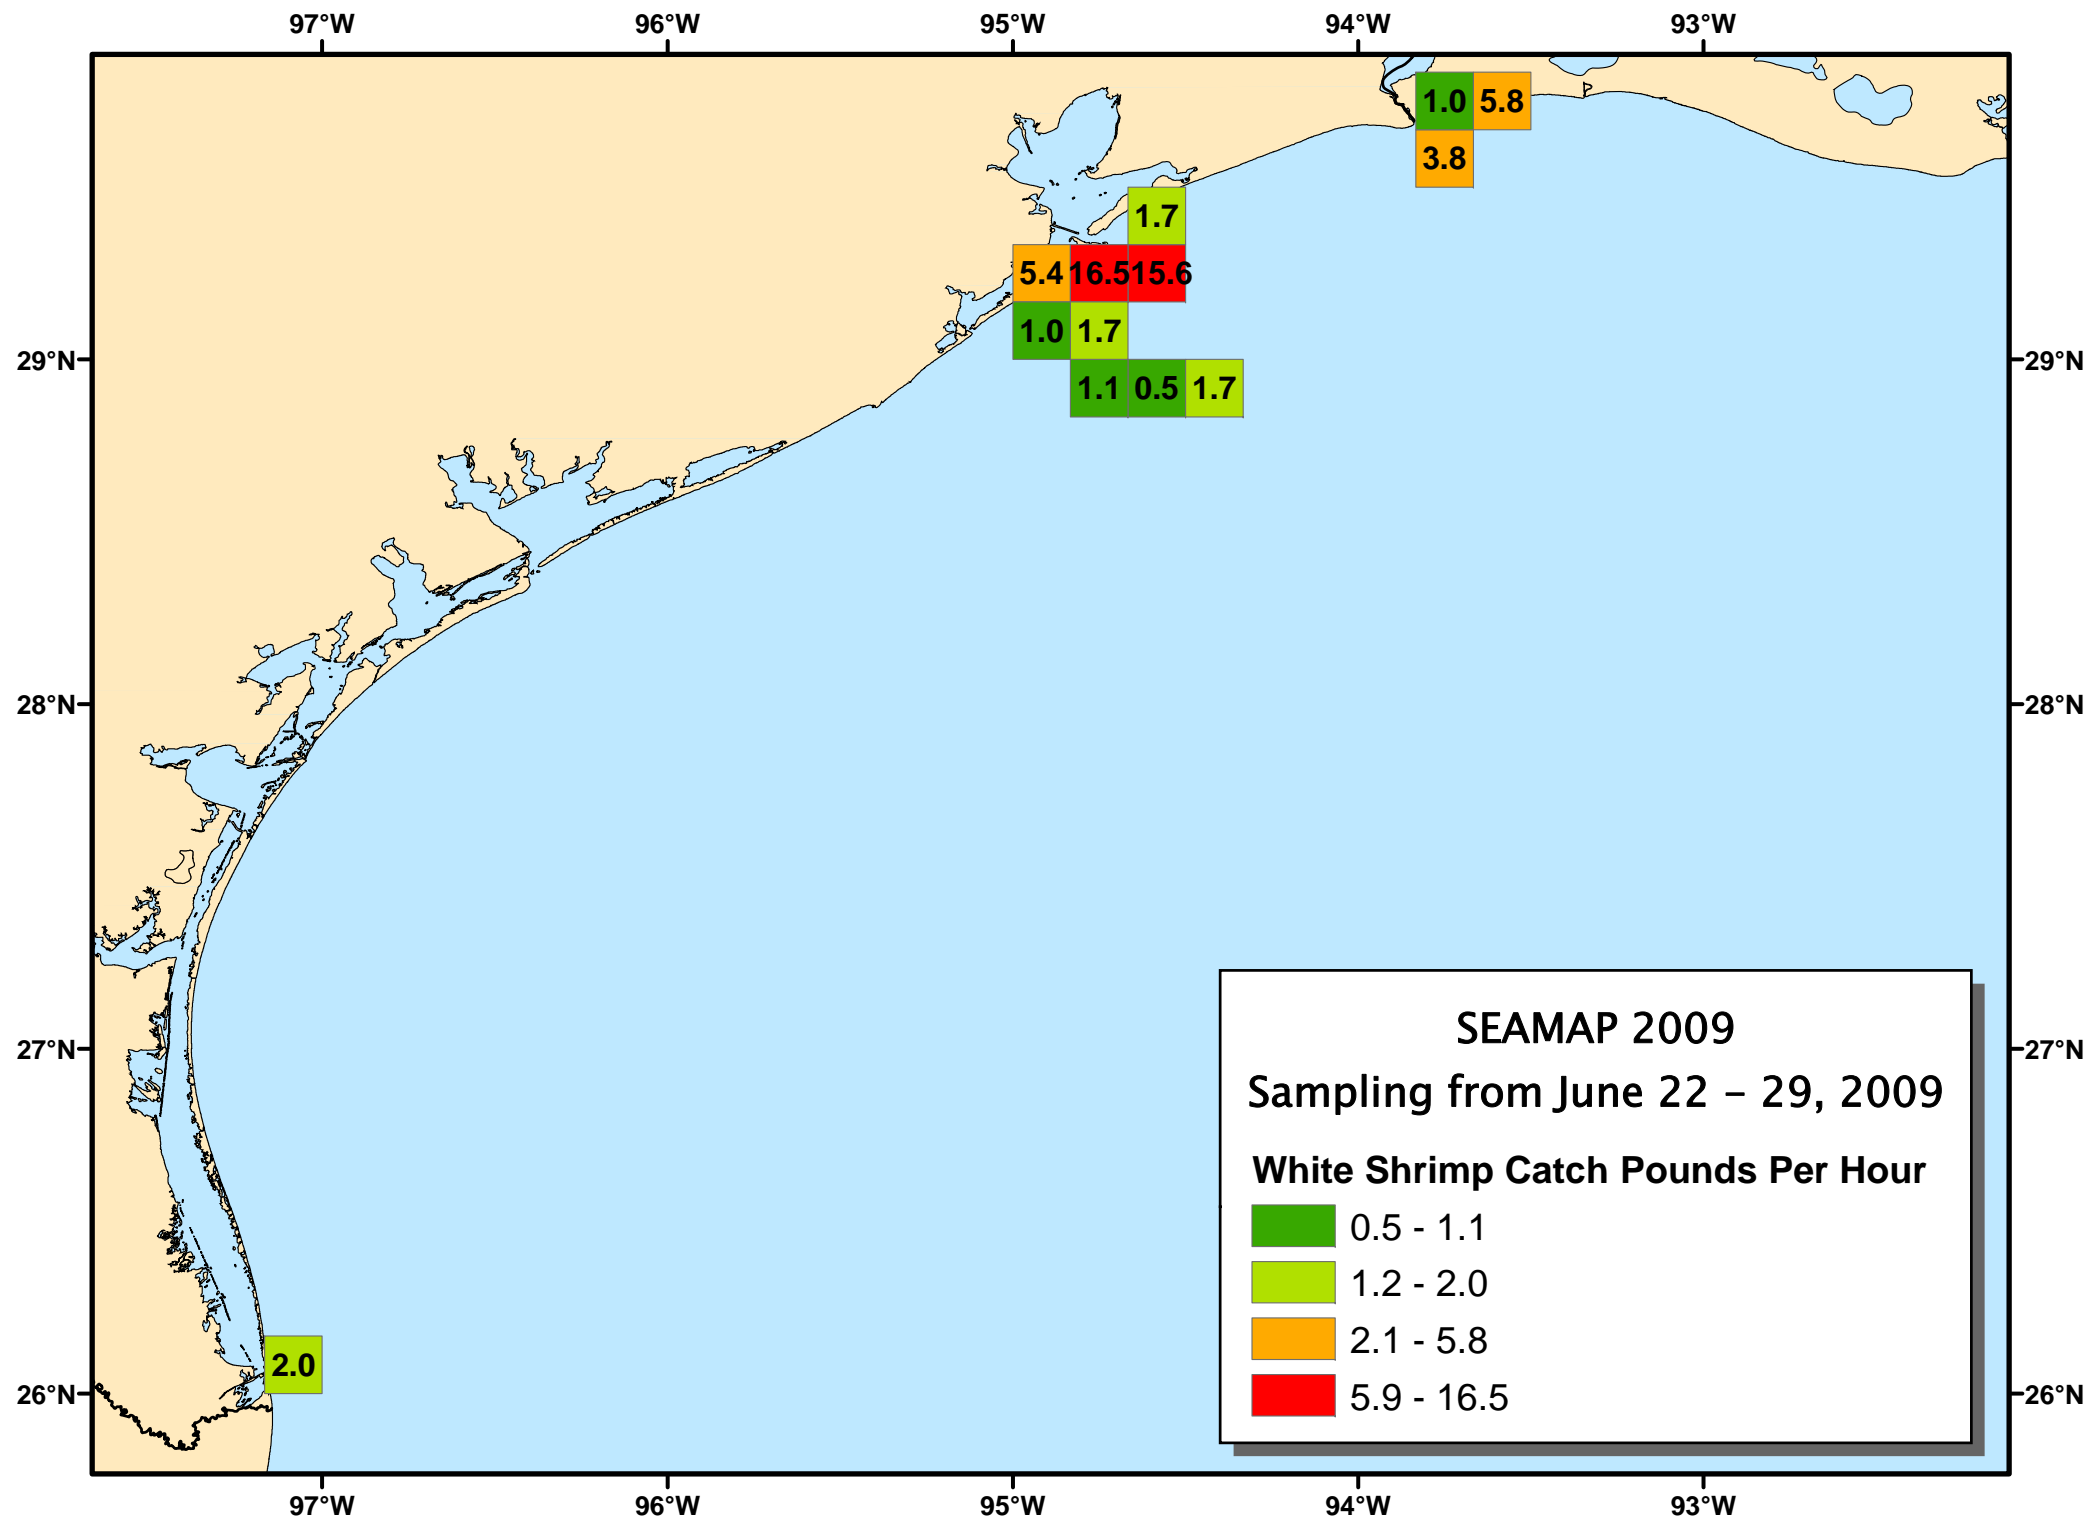 97°W 96°W 95°W 94°W 93°W
1.0 5.8
3.8
1.7
5.4 16.5 15.6
1.0 1.7
29°N 29°N
1.1 0.5 1.7
28°N 28°N
SEAMAP 2009
27°N 27°N
Sampling from June 22 – 29, 2009
White Shrimp Catch Pounds Per Hour
0.5 - 1.1
1.2 - 2.0
2.1 - 5.8
2.0
5.9 - 16.5
26°N 26°N
97°W 96°W 95°W 94°W 93°W